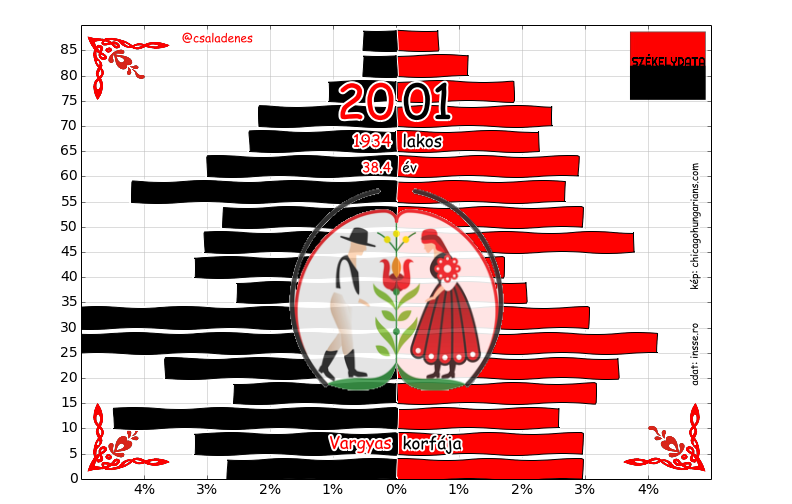 @csaladenes
SZÉKELYDATA
2001
1934 lakos
38.4 év
kép: chicagohungarians.com
adat: insse.ro
Vargyas korfája
85
80
75
70
65
60
55
50
45
40
35
30
25
20
15
10
5
0
4% 3% 2% 1% 0% 1% 2% 3% 4%